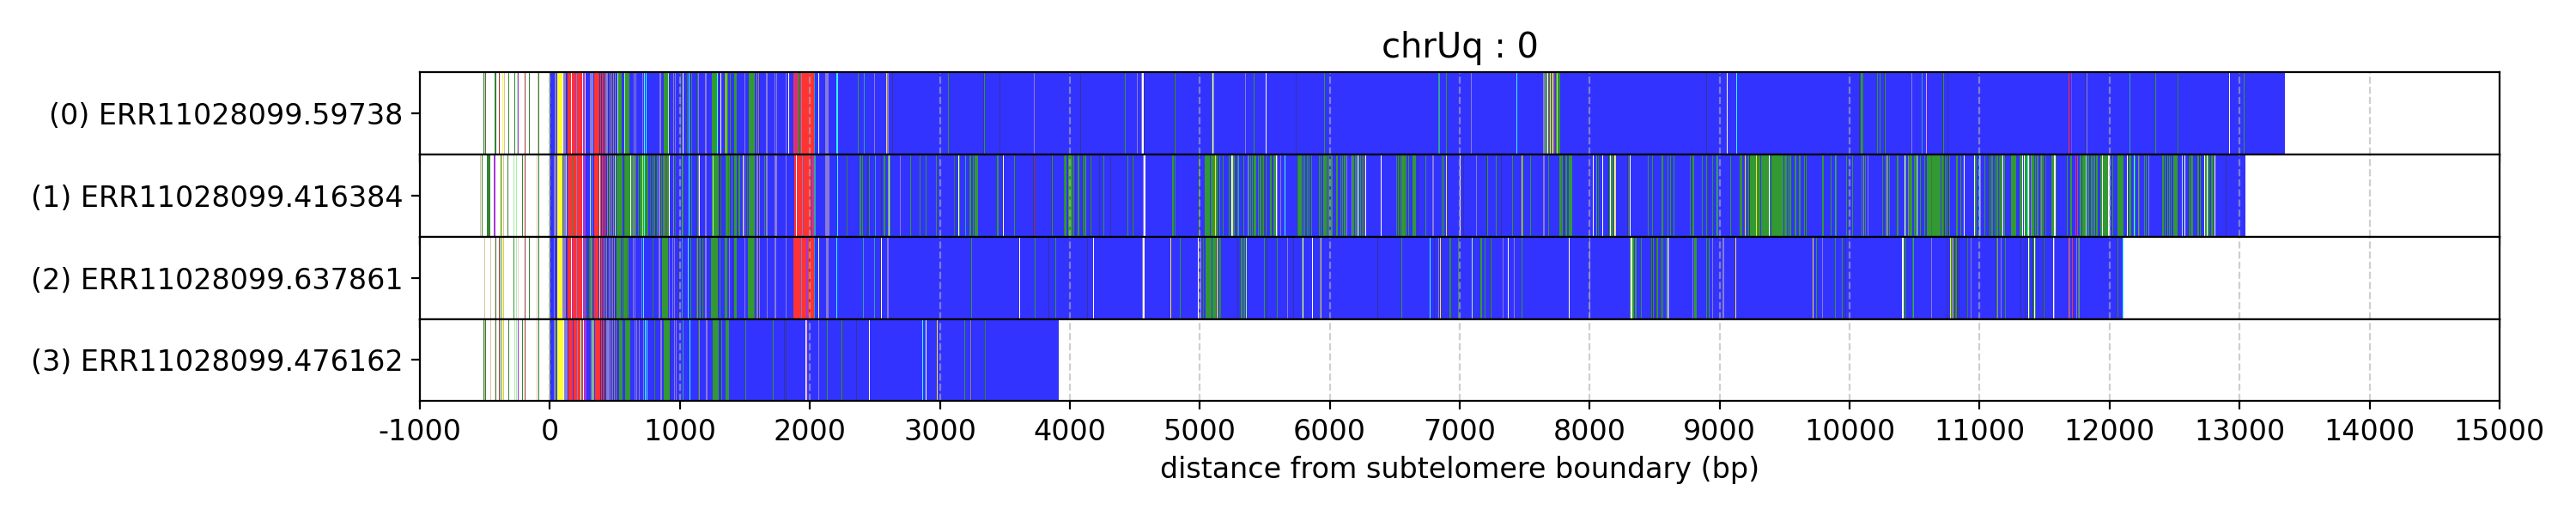 chrUq : 0
(0) ERR11028099.59738
(1) ERR11028099.416384
(2) ERR11028099.637861
(3) ERR11028099.476162
-1000 0 1000 2000 3000 4000 5000 6000 7000 8000 9000 10000 11000 12000 13000 14000 15000
distance from subtelomere boundary (bp)